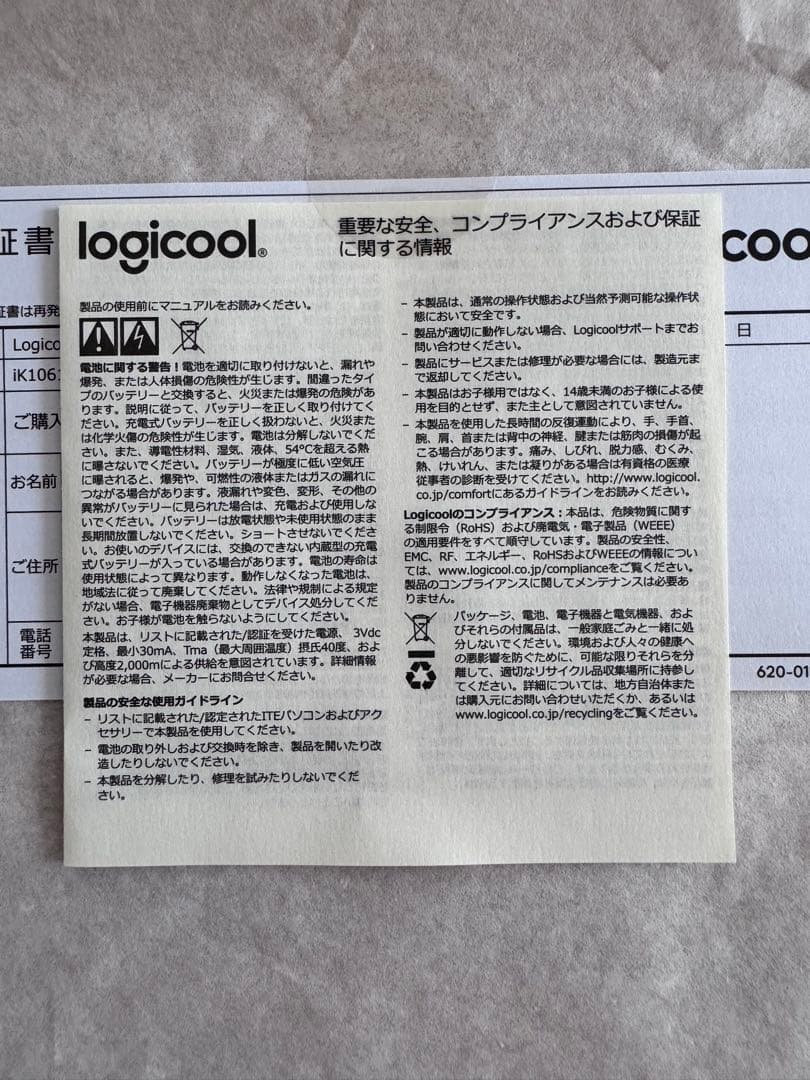 logicool®
重要な安全、コンプライアンスおよび保証
に関する情報
製品の使用前にマニュアルをお読みください。
電池に関する警告！電池を適切に取り付けないと、漏れや
爆発、または人体損傷の危険性が生じます。間違ったタイ
プのバッテリーと交換すると、火災または爆発の危険があ
ります。説明に従って、バッテリーを正しく取り付けてく
ださい。充電式バッテリーを正しく扱わないと、火災また
は化学火傷の危険性が生じます。電池は分解しないでくだ
さい。また、導電性材料、湿気、液体、54°Cを超える熱
に曝さないでください。バッテリーが極度に低い空気圧
に曝されると、爆発や、可燃性の液体またはガスの漏れに
つながる場合があります。液漏れや変色、変形、その他の
異常がバッテリーに見られた場合は、充電および使用しな
いでください。バッテリーは放電状態や未使用状態のまま
長期間放置しないでください。ショートさせないでくださ
い。お使いのデバイスには、交換のできない内蔵型の充電
式バッテリーが入っている場合があります。電池の寿命は
使用状態によって異なります。動作しなくなった電池は、
地域法に従って廃棄してください。法律や規制による規定
がない場合、電子機器廃棄物としてデバイス処分してくだ
さい。お子様が電池を触らないようにしてください。
本製品は、リストに記載された/認証を受けた電源、 3Vdc
定格、最小30mA、Tma（最大周囲温度）摂氏40度、およ
び高度2,000mによる供給を意図されています。詳細情報
が必要な場合、メーカーにお問合せください。
製品の安全な使用ガイドライン
– リストに記載された/認定されたITEパソコンおよびアク
セサリーで本製品を使用してください。
– 電池の取り外しおよび交換時を除き、製品を開いたり改
造したりしないでください。
– 本製品を分解したり、修理を試みたりしないでくだ
さい。
– 本製品は、通常の操作状態および当然予測可能な操作状
態において安全です。
– 製品が適切に動作しない場合、Logicoolサポートまでお
問い合わせください。
– 製品にサービスまたは修理が必要な場合には、製造元ま
で返却してください。
– 本製品はお子様用ではなく、14歳未満のお子様による使
用を目的とせず、また主として意図されていません。
– 本製品を使用した長時間の反復運動により、手、手首、
腕、肩、首または背中の神経、腱または筋肉の損傷が起
こる場合があります。痛み、しびれ、脱力感、むくみ、
熱、けいれん、または凝りがある場合は有資格の医療
従事者の診断を受けてください。http://www.logicool.
co.jp/comfortにあるガイドラインをお読みください。
Logicoolのコンプライアンス：本品は、危険物質に関す
る制限令（RoHS）および廃電気・電子製品（WEEE）
の適用要件をすべて順守しています。製品の安全性、
EMC、RF、エネルギー、RoHSおよびWEEEの情報につい
ては、www.logicool.co.jp/complianceをご覧ください。
製品のコンプライアンスに関してメンテナンスは必要あ
りません。
パッケージ、電池、電子機器と電気機器、およ
びそれらの付属品は、一般家庭ごみと一緒に処
分しないでください。環境および人々の健康へ
の悪影響を防ぐために、可能な限りそれらを分
離して、適切なリサイクル品収集場所に持参し
てください。詳細については、地方自治体また
は購入元にお問い合わせいただくか、あるいは
www.logicool.co.jp/recyclingをご覧ください。
証書
証書は再発
Logico
iK106
ご購入
お名前
ご住所
電話
番号
cool
日
620-01